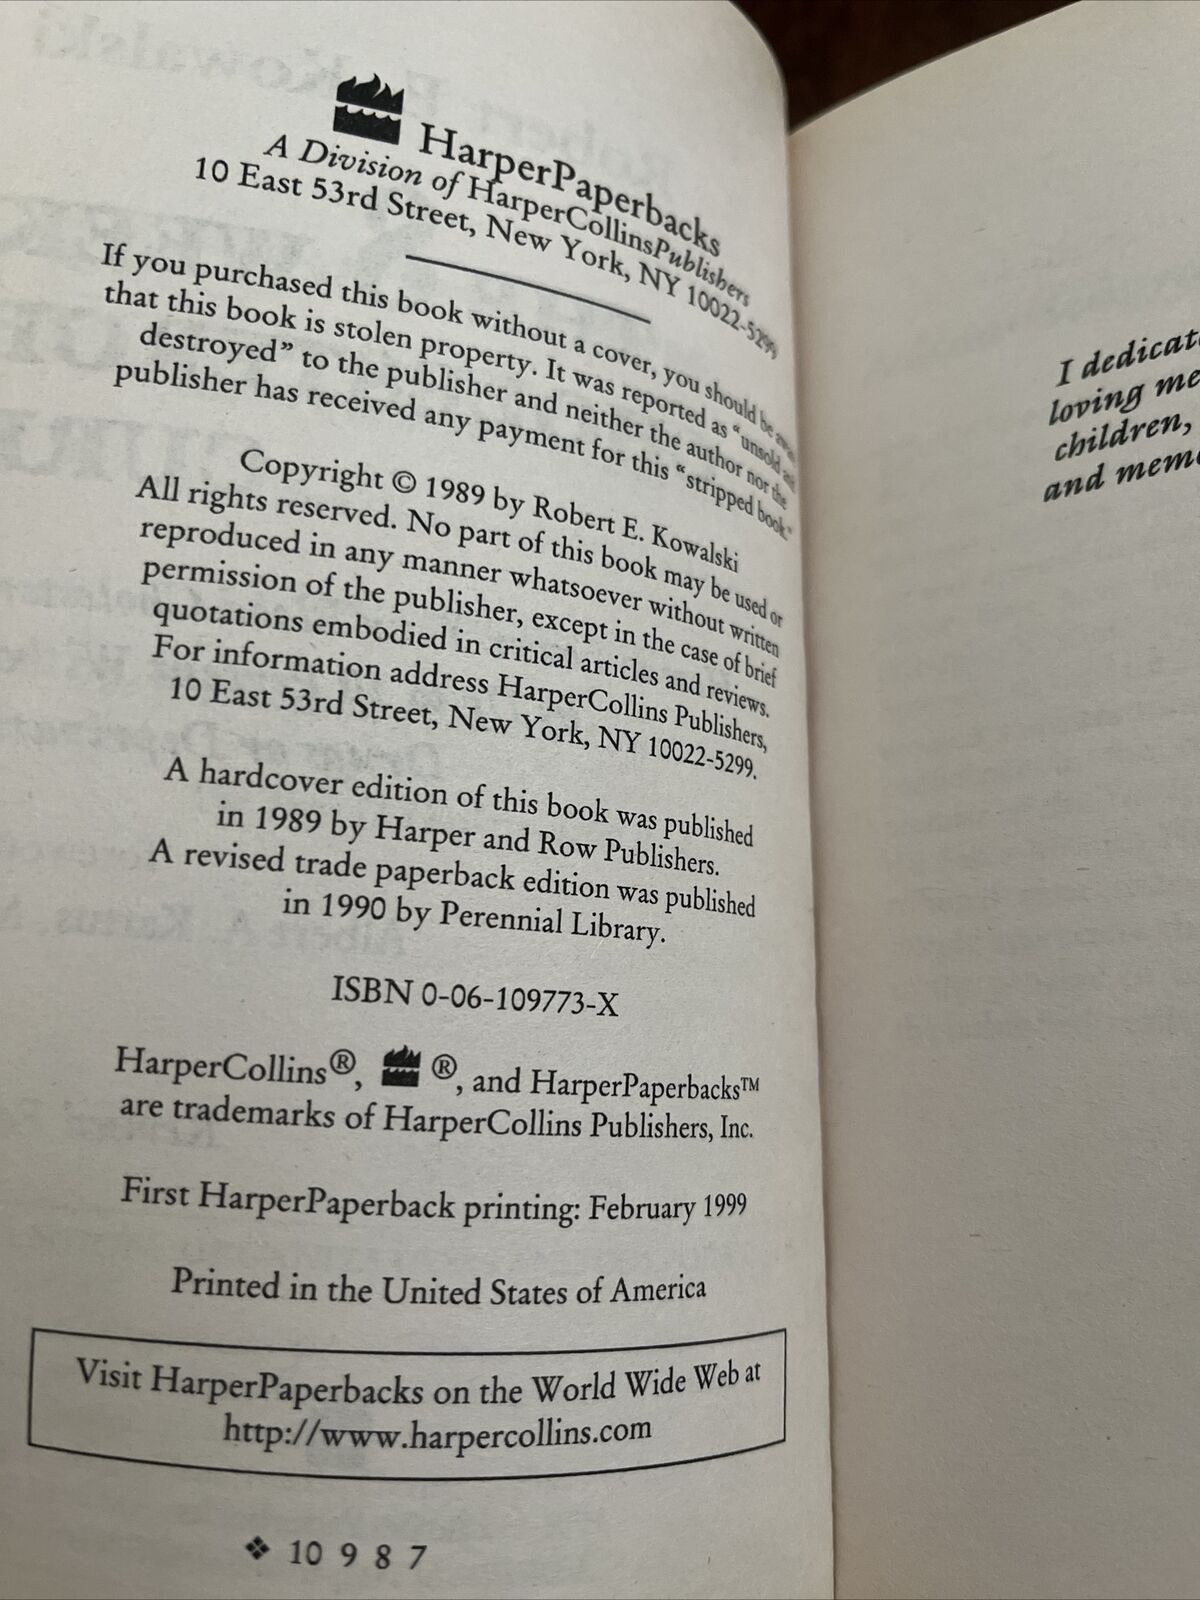 HarperPaperbacks
A Division of HarperCollinsPublishers
10 East 53rd Street, New York, NY 10022-5299
If you purchased this book without a cover, you should be
that this book is stolen property. It was reported as “unsold and
destroyed” to the publisher and neither the author nor the
publisher has received any payment for this “stripped book.”
Copyright © 1989 by Robert E. Kowalski
All rights reserved. No part of this book may be used or
reproduced in any manner whatsoever without written
permission of the publisher, except in the case of brief
quotations embodied in critical articles and reviews.
For information address HarperCollins Publishers,
10 East 53rd Street, New York, NY 10022-5299.
A hardcover edition of this book was published
in 1989 by Harper and Row Publishers.
A revised trade paperback edition was published
in 1990 by Perennial Library.
ISBN 0-06-109773-X
HarperCollins®, ®, and HarperPaperbacks™
are trademarks of HarperCollins Publishers, Inc.
First HarperPaperback printing: February 1999
Printed in the United States of America
Visit HarperPaperbacks on the World Wide Web at
http://www.harpercollins.com
❖ 10 9 8 7
I dedicat
loving me
children,
and memo